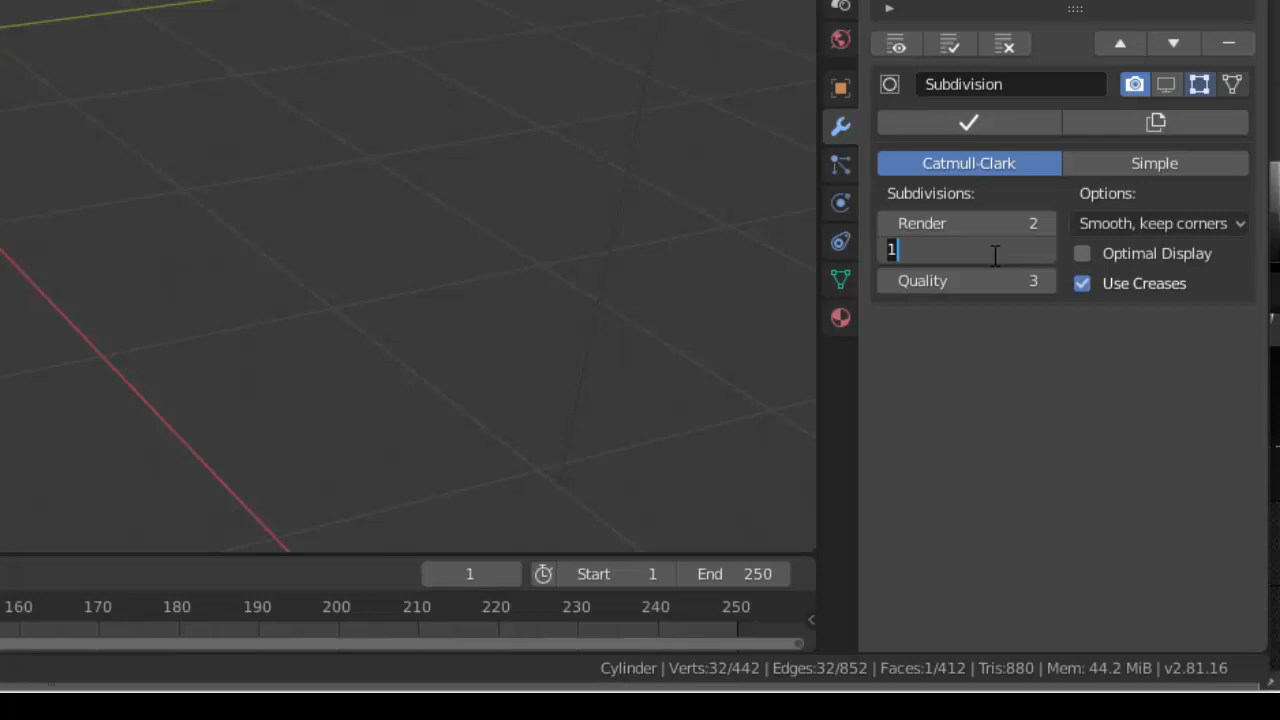 Subdivision
Catmull-Clark Simple
Subdivisions: Options:
Render 2 Smooth, keep corners
1 Optimal Display
Quality 3 Use Creases
1 Start 1 End 250
160 170 180 190 200 210 220 230 240 250
Cylinder | Verts:32/442 | Edges:32/852 | Faces:1/412 | Tris:880 | Mem: 44.2 MiB | v2.81.16